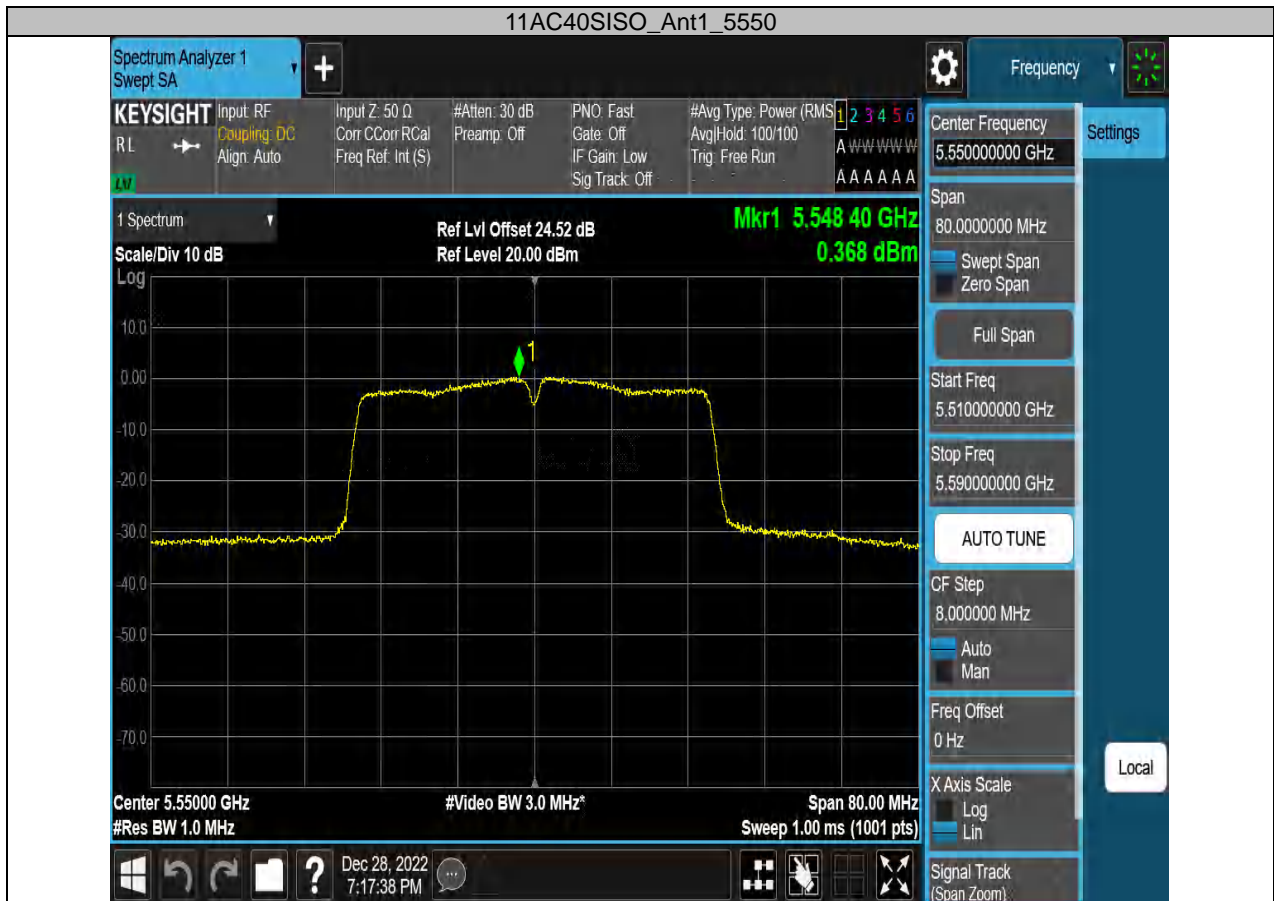 11AC40SISO_Ant1_5550
Spectrum Analyzer 1
Swept SA
Frequency
KEYSIGHT
RL
LNI
Input: RF
Coupling: DC
Align: Auto
Input Z: 50 Ω
Corr CCorr RCal
Freq Ref: Int (S)
#Atten: 30 dB
Preamp: Off
PNO: Fast
Gate: Off
IF Gain: Low
Sig Track: Off
#Avg Type: Power (RMS
Avg|Hold: 100/100
Trig: Free Run
1 2 3 4 5 6
A W W W W W
A A A A A A
1 Spectrum
Scale/Div 10 dB
Ref Lvl Offset 24.52 dB
Ref Level 20.00 dBm
Mkr1 5.548 40 GHz
0.368 dBm
Log
10.0
0.00
-10.0
-20.0
-30.0
-40.0
-50.0
-60.0
-70.0
1
Center 5.55000 GHz
#Res BW 1.0 MHz
#Video BW 3.0 MHz*
Span 80.00 MHz
Sweep 1.00 ms (1001 pts)
Dec 28, 2022
7:17:38 PM
Center Frequency
5.550000000 GHz
Span
80.0000000 MHz
Swept Span
Zero Span
Full Span
Start Freq
5.510000000 GHz
Stop Freq
5.590000000 GHz
AUTO TUNE
CF Step
8.000000 MHz
Auto
Man
Freq Offset
0 Hz
X Axis Scale
Log
Lin
Signal Track
(Span Zoom)
Settings
Local